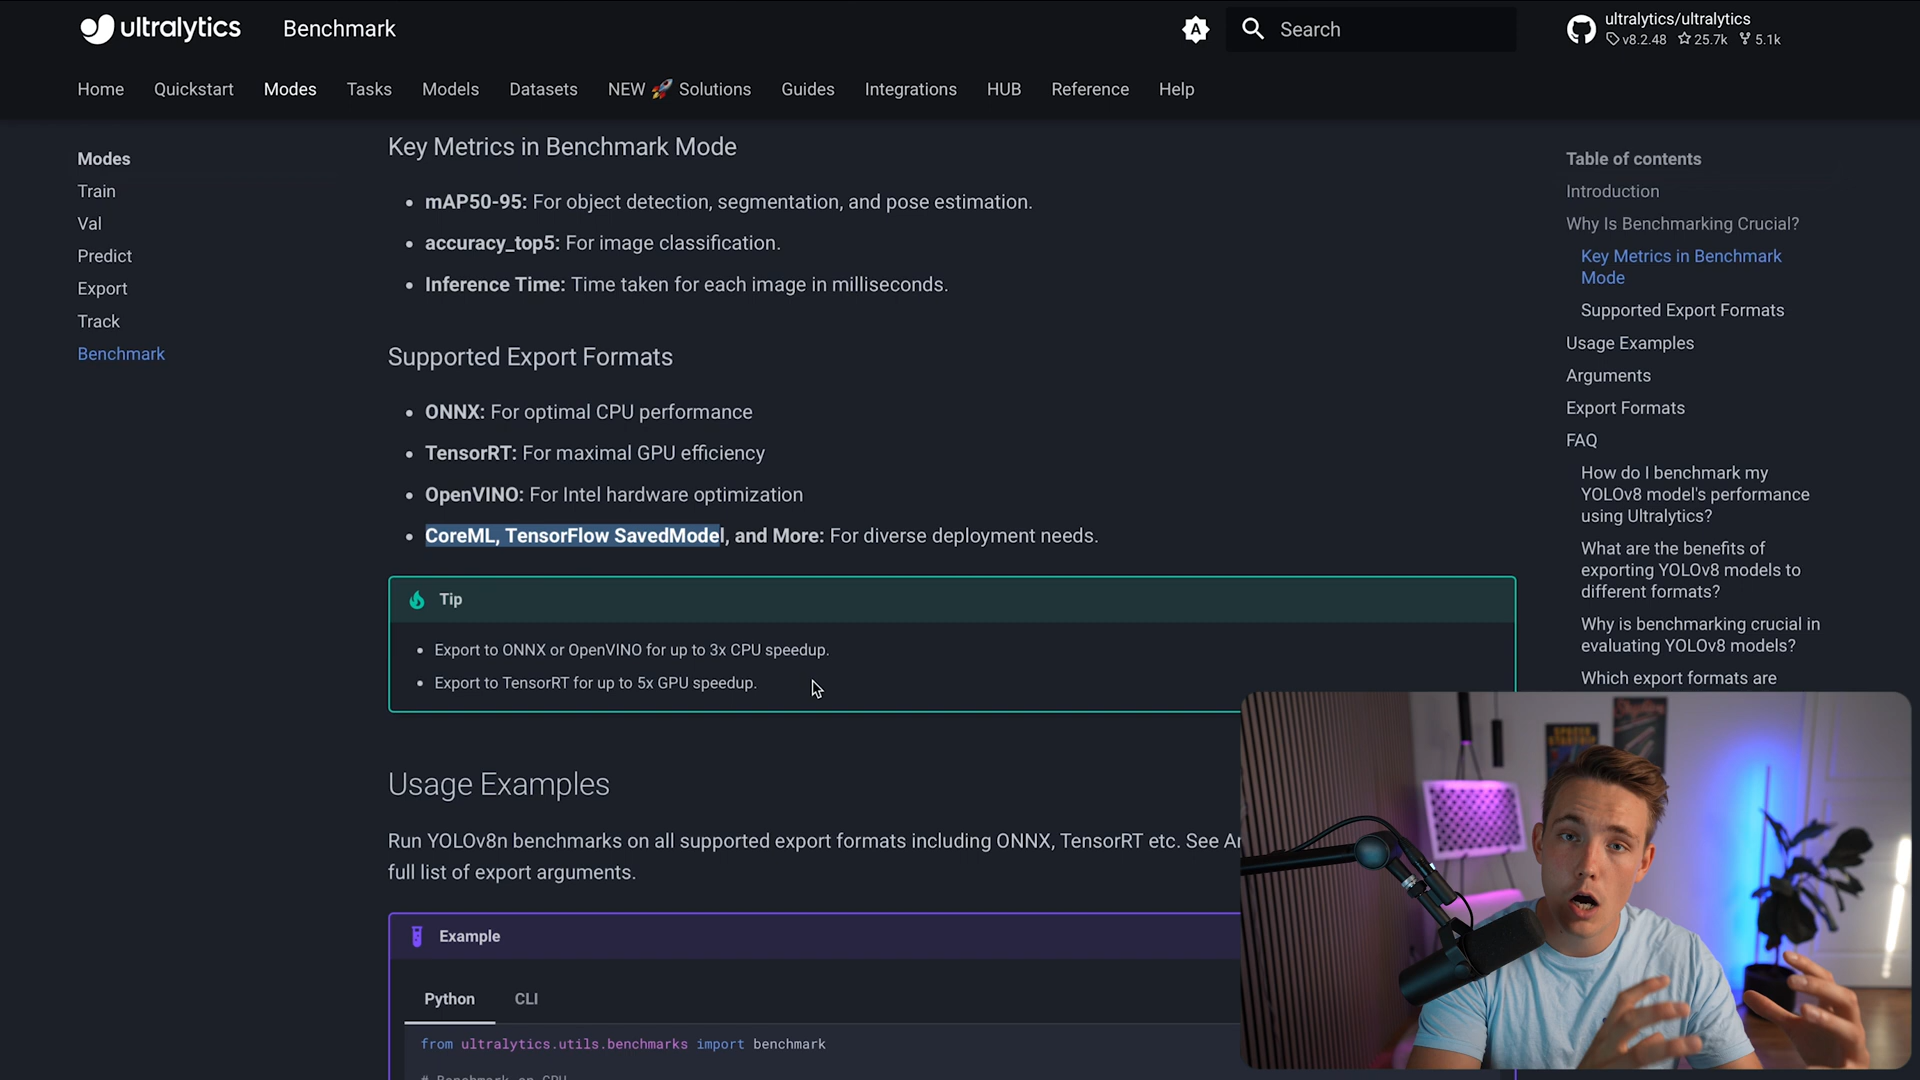 ultralytics
Benchmark
Search
ultralytics/ultralytics
v8.2.48 25.7k 5.1k
Home Quickstart Modes Tasks Models Datasets NEW 🚀 Solutions Guides Integrations HUB Reference Help
Modes
Train
Val
Predict
Export
Track
Benchmark
Key Metrics in Benchmark Mode
mAP50-95: For object detection, segmentation, and pose estimation.
accuracy_top5: For image classification.
Inference Time: Time taken for each image in milliseconds.
Supported Export Formats
ONNX: For optimal CPU performance
TensorRT: For maximal GPU efficiency
OpenVINO: For Intel hardware optimization
CoreML, TensorFlow SavedModel, and More: For diverse deployment needs.
Tip
Export to ONNX or OpenVINO for up to 3x CPU speedup.
Export to TensorRT for up to 5x GPU speedup.
Usage Examples
Run YOLOv8n benchmarks on all supported export formats including ONNX, TensorRT etc. See
full list of export arguments.
Example
Python CLI
from ultralytics.utils.benchmarks import benchmark
# Benchmark on GPU
Table of contents
Introduction
Why Is Benchmarking Crucial?
Key Metrics in Benchmark
Mode
Supported Export Formats
Usage Examples
Arguments
Export Formats
FAQ
How do I benchmark my
YOLOv8 model's performance
using Ultralytics?
What are the benefits of
exporting YOLOv8 models to
different formats?
Why is benchmarking crucial in
evaluating YOLOv8 models?
Which export formats are